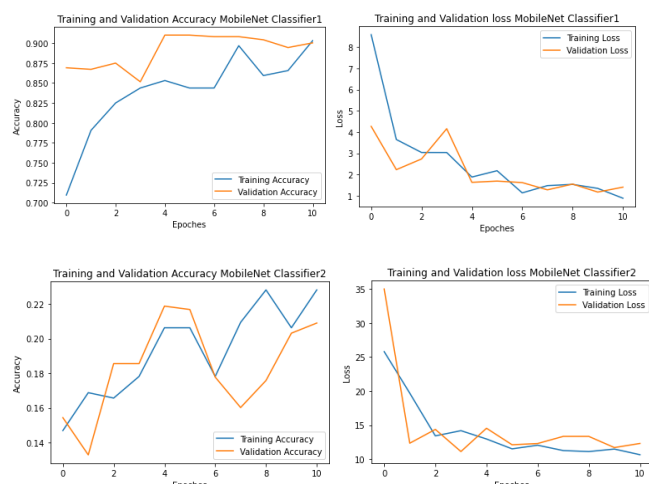 Training and Validation Accuracy MobileNet Classifier1
0.900
0.875
0.850
0.825
0.800
0.775
0.750
0.725
0.700
Accuracy
Training Accuracy
Validation Accuracy
0 2 4 6 8 10
Epoches
Training and Validation loss MobileNet Classifier1
8
7
6
5
4
3
2
1
Loss
Training Loss
Validation Loss
0 2 4 6 8 10
Epoches
Training and Validation Accuracy MobileNet Classifier2
0.22
0.20
0.18
0.16
0.14
Accuracy
Training Accuracy
Validation Accuracy
0 2 4 6 8 10
Epoches
Training and Validation loss MobileNet Classifier2
35
30
25
20
15
10
Loss
Training Loss
Validation Loss
0 2 4 6 8 10
Epoches